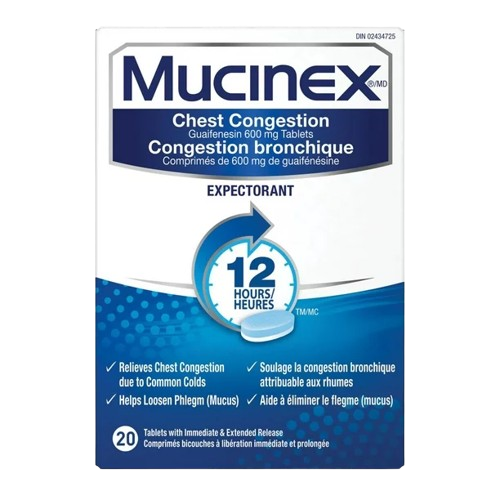 DIN 02434725
Mucinex®/MD
Chest Congestion
Guaifenesin 600 mg Tablets
Congestion bronchique
Comprimés de 600 mg de guaifénésine
EXPECTORANT
12
HOURS/
HEURES
TM/MC
✓ Relieves Chest Congestion
due to Common Colds
✓ Helps Loosen Phlegm (Mucus)
✓ Soulage la congestion bronchique
attribuable aux rhumes
✓ Aide à éliminer le flegme (mucus)
20 Tablets with Immediate & Extended Release
Comprimés bicouches à libération immédiate et prolongée